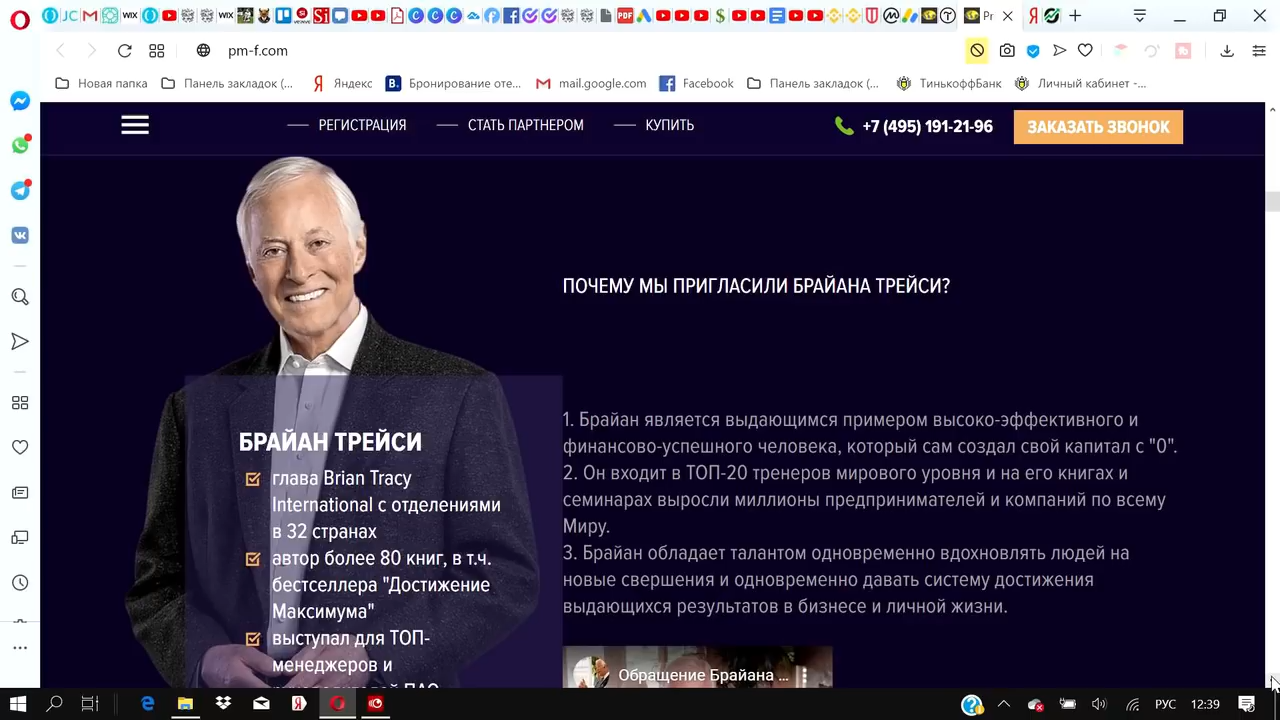 WIX
WIX
PDF
Pr
pm-f.com
Новая папка
Панель закладок (...
Яндекс
Бронирование оте...
mail.google.com
Facebook
Панель закладок (...
ТинькоффБанк
Личный кабинет -...
РЕГИСТРАЦИЯ
СТАТЬ ПАРТНЕРОМ
КУПИТЬ
+7 (495) 191-21-96
ЗАКАЗАТЬ ЗВОНОК
ПОЧЕМУ МЫ ПРИГЛАСИЛИ БРАЙАНА ТРЕЙСИ?
БРАЙАН ТРЕЙСИ
глава Brian Tracy
International с отделениями
в 32 странах
автор более 80 книг, в т.ч.
бестселлера "Достижение
Максимума"
выступал для ТОП-
менеджеров и
1. Брайан является выдающимся примером высоко-эффективного и
финансово-успешного человека, который сам создал свой капитал с "0".
2. Он входит в ТОП-20 тренеров мирового уровня и на его книгах и
семинарах выросли миллионы предпринимателей и компаний по всему
Миру.
3. Брайан обладает талантом одновременно вдохновлять людей на
новые свершения и одновременно давать систему достижения
выдающихся результатов в бизнесе и личной жизни.
Обращение Брайана ...
РУС
12:39